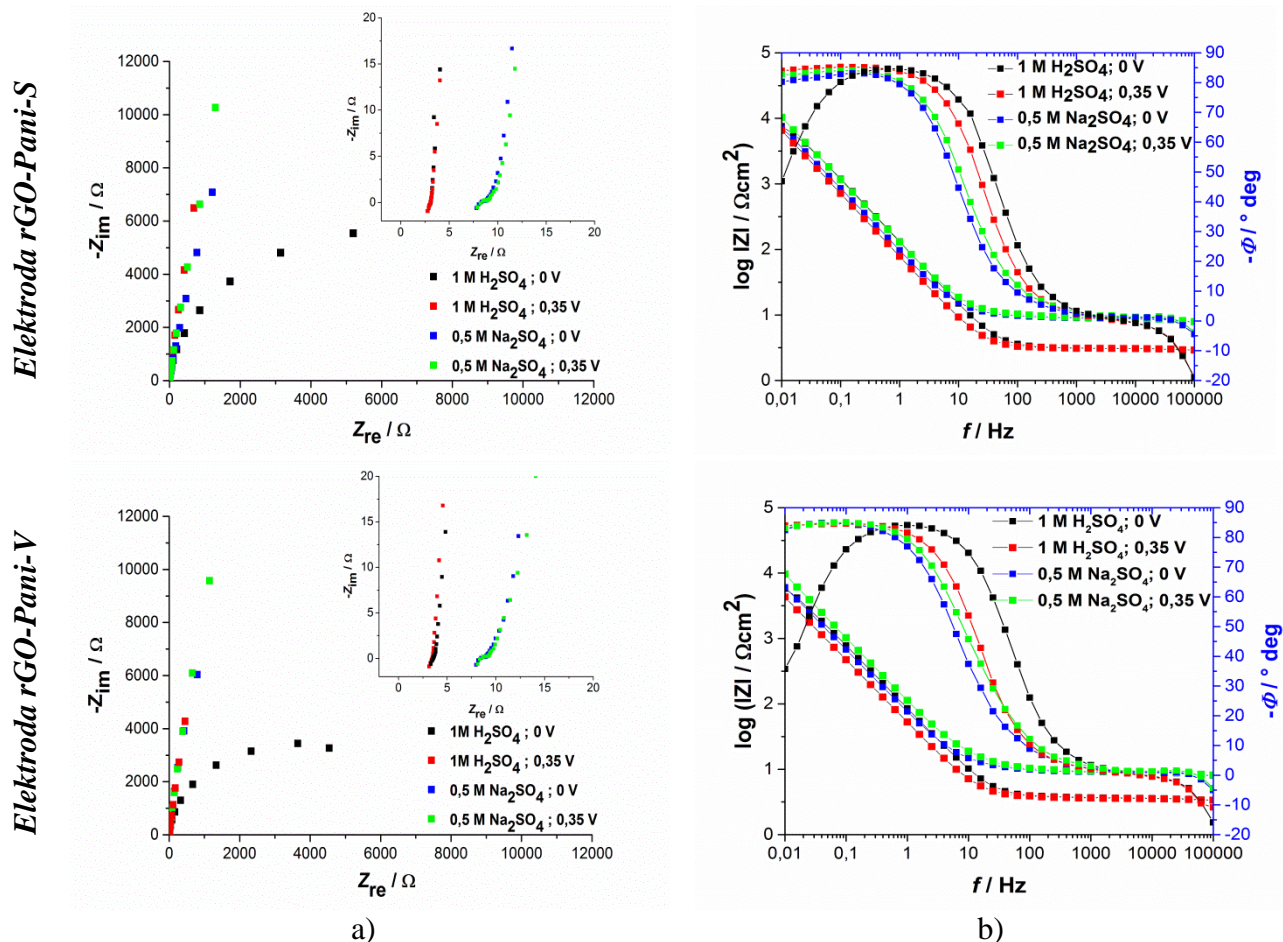 Elektroda rGO-Pani-S
12000
10000
8000
6000
4000
2000
0
-Zim / Ω
0 2000 4000 6000 8000 10000 12000
Zre / Ω
20
15
10
5
0
-Zim / Ω
0 5 10 15 20
Zre / Ω
1 M H2SO4 ; 0 V
1 M H2SO4 ; 0,35 V
0,5 M Na2SO4 ; 0 V
0,5 M Na2SO4 ; 0,35 V
5
4
3
2
1
0
log IZI / Ωcm2
0,01 0,1 1 10 100 1000 10000 100000
f / Hz
90
80
70
60
50
40
30
20
10
0
-10
-20
-Φ / ° deg
1 M H2SO4; 0 V
1 M H2SO4; 0,35 V
0,5 M Na2SO4; 0 V
0,5 M Na2SO4; 0,35 V
Elektroda rGO-Pani-V
12000
10000
8000
6000
4000
2000
0
-Zim / Ω
0 2000 4000 6000 8000 10000 12000
Zre / Ω
20
15
10
5
0
-Zim / Ω
0 5 10 15 20
Zre / Ω
1M H2SO4 ; 0 V
1M H2SO4 ; 0,35 V
0,5 M Na2SO4 ; 0 V
0,5 M Na2SO4 ; 0,35 V
5
4
3
2
1
0
log (IZI / Ωcm2
0,01 0,1 1 10 100 1000 10000 100000
f / Hz
90
80
70
60
50
40
30
20
10
0
-10
-20
-Φ / ° deg
1 M H2SO4; 0 V
1 M H2SO4; 0,35 V
0,5 M Na2SO4; 0 V
0,5 M Na2SO4; 0,35 V
a)
b)